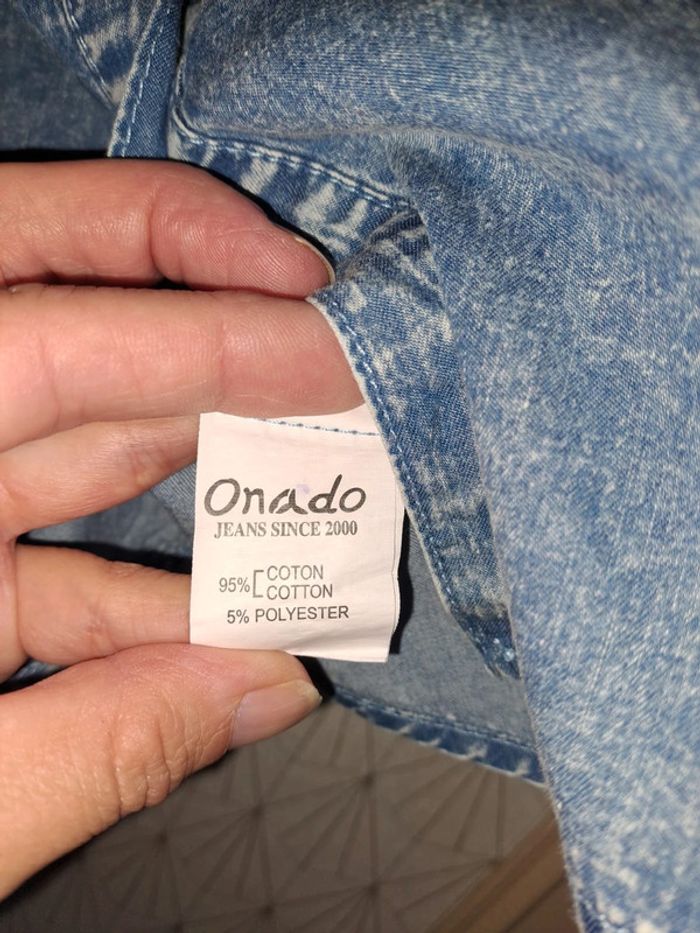 Onado
JEANS SINCE 2000
95% [ COTON
COTTON
5% POLYESTER